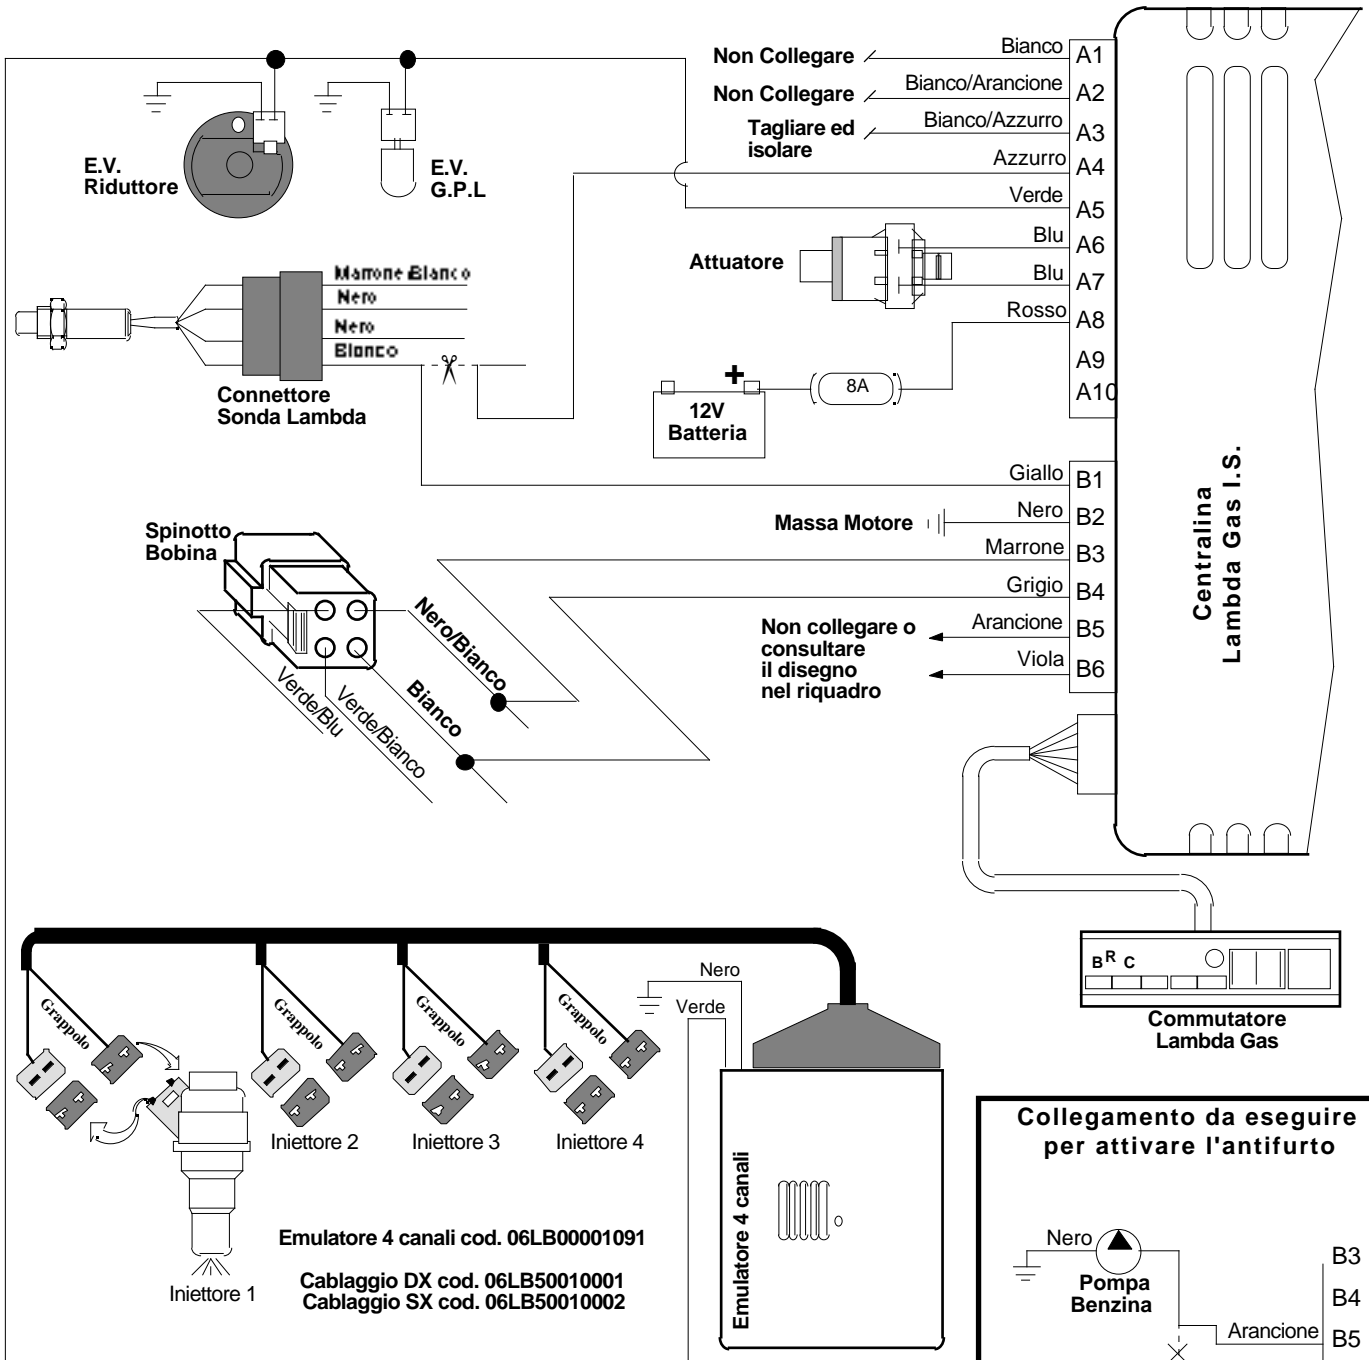 Non Collegare
Bianco
A1
Non Collegare
Bianco/Arancione
A2
Tagliare ed
isolare
Bianco/Azzurro
A3
Azzurro
A4
Verde
A5
Blu
A6
Attuatore
Blu
A7
Rosso
A8
A9
A10
E.V.
Riduttore
E.V.
G.P.L
Marrone/Bianco
Nero
Nero
Bianco
Connettore
Sonda Lambda
+
8A
12V
Batteria
Centralina
Lambda Gas I.S.
Giallo
B1
Massa Motore
Nero
B2
Marrone
B3
Grigio
B4
Arancione
B5
Viola
B6
Non collegare o
consultare
il disegno
nel riquadro
Spinotto
Bobina
Nero/Bianco
Bianco
Verde/Blu
Verde/Bianco
B R C
Commutatore
Lambda Gas
Grappolo
Grappolo
Grappolo
Grappolo
Nero
Verde
Iniettore 1
Iniettore 2
Iniettore 3
Iniettore 4
Emulatore 4 canali
Emulatore 4 canali cod. 06LB00001091
Cablaggio DX cod. 06LB50010001
Cablaggio SX cod. 06LB50010002
Collegamento da eseguire
per attivare l'antifurto
Nero
Pompa
Benzina
B3
B4
Arancione
B5